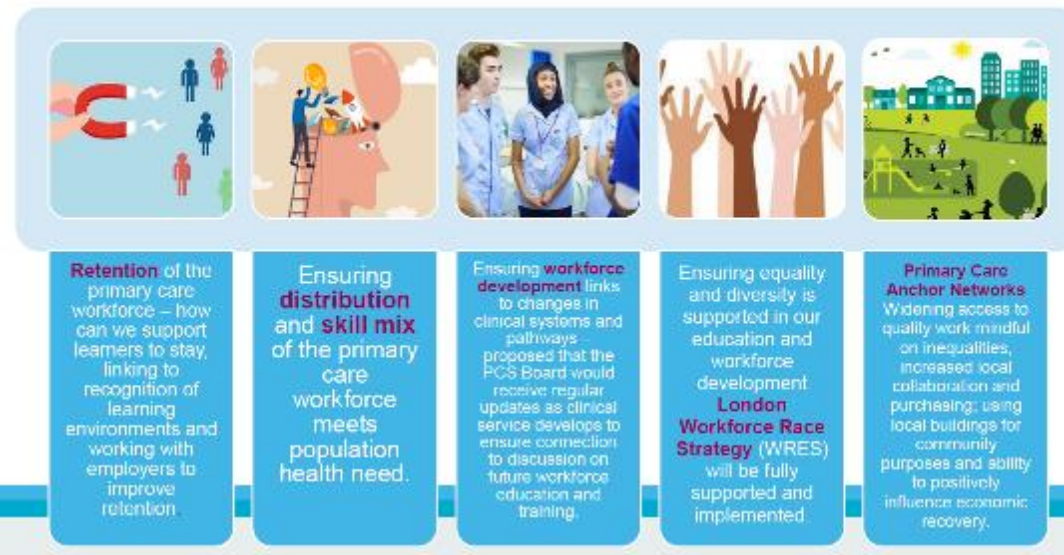 Retention of the
primary care
workforce – how
can we support
learners to stay,
linking to
recognition of
learning
environments and
working with
employers to
improve
retention.
Ensuring
distribution
and skill mix
of the primary
care
workforce
meets
population
health need.
Ensuring workforce
development links
to changes in
clinical systems and
pathways –
proposed that the
PCS Board would
receive regular
updates as clinical
service develops to
ensure connection
to discussion on
future workforce
education and
training.
Ensuring equality
and diversity is
supported in our
education and
workforce
development
London
Workforce Race
Strategy (WRES)
will be fully
supported and
implemented.
Primary Care
Anchor Networks
Widening access to
quality work mindful
on inequalities,
increased local
collaboration and
purchasing; using
local buildings for
community
purposes and ability
to positively
influence economic
recovery.